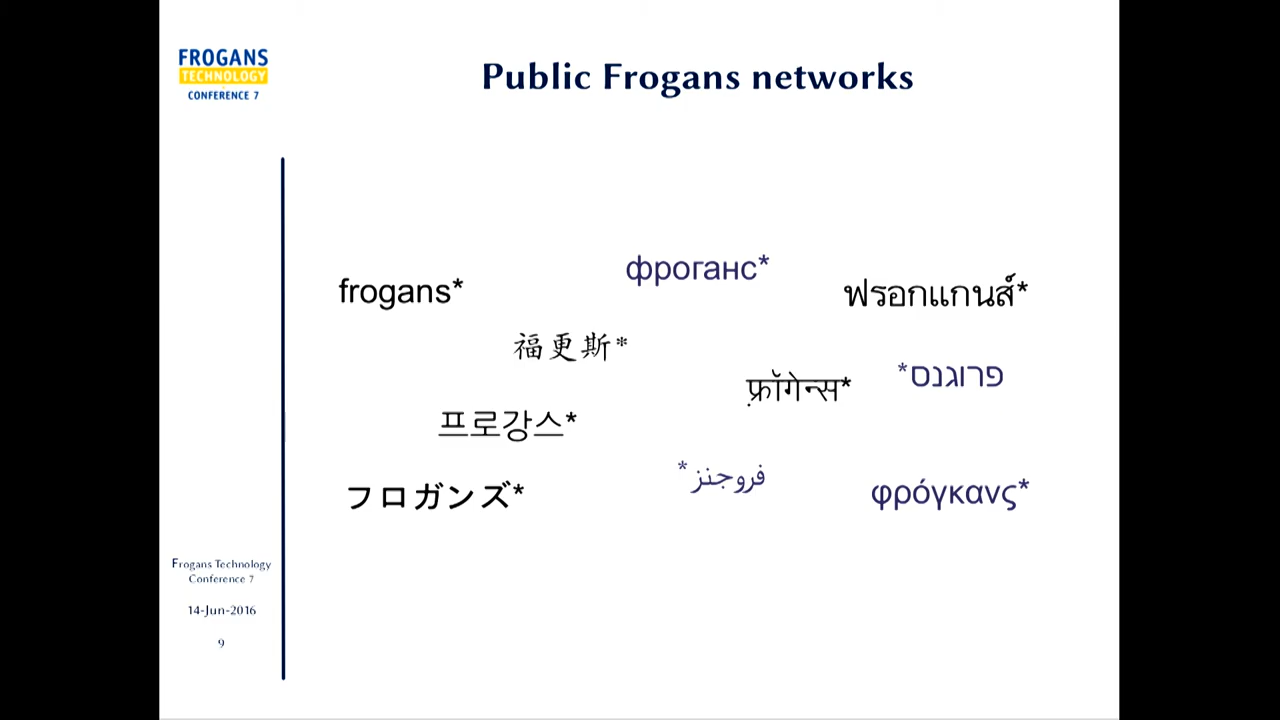 FROGANS
TECHNOLOGY
CONFERENCE 7
Public Frogans networks
frogans*
фроганс*
ฟรอกแกนส์*
福更斯*
फ़्रॉगेन्स*
פרוגנס*
프로강스*
フロガンズ*
فروجنز*
φρόγκανς*
Frogans Technology
Conference 7
14-Jun-2016
9